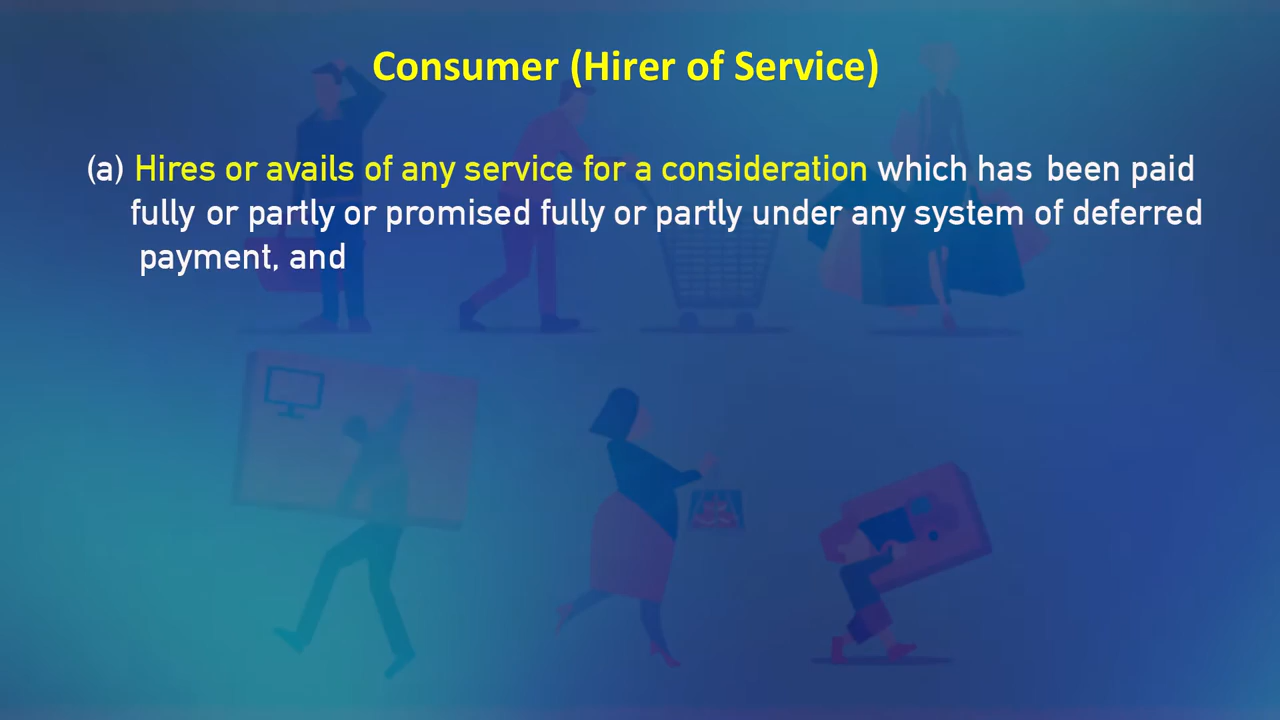 Consumer (Hirer of Service)
(a) Hires or avails of any service for a consideration which has been paid
fully or partly or promised fully or partly under any system of deferred
payment, and